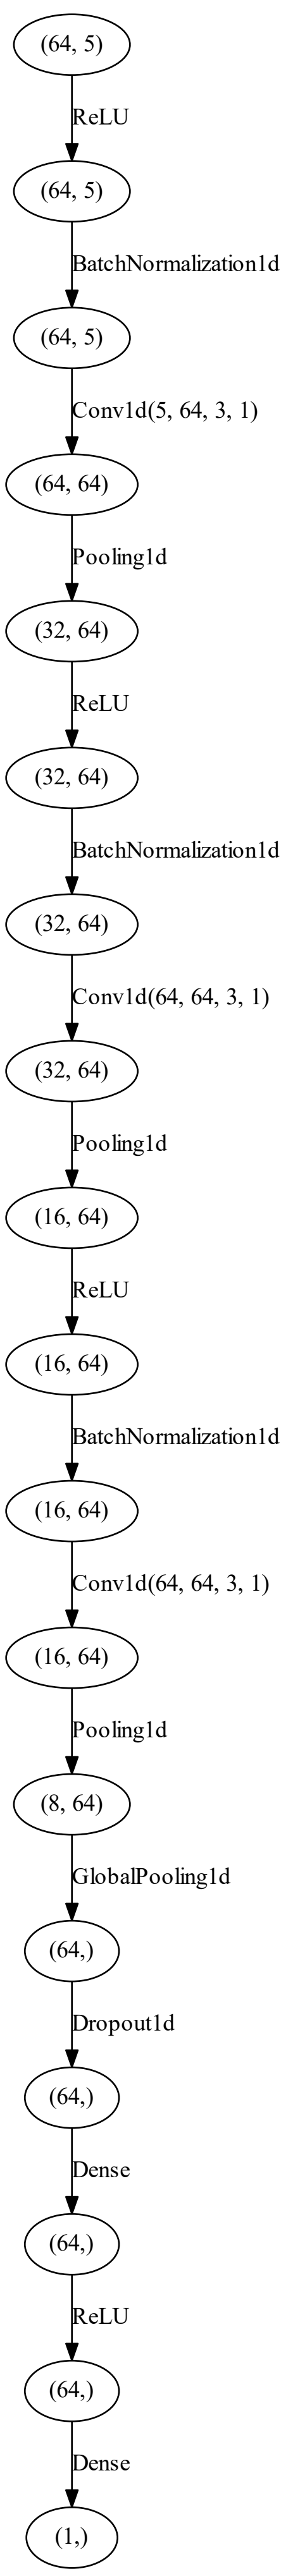 (64, 5)
ReLU
(64, 5)
BatchNormalization1d
(64, 5)
Conv1d(5, 64, 3, 1)
(64, 64)
Pooling1d
(32, 64)
ReLU
(32, 64)
BatchNormalization1d
(32, 64)
Conv1d(64, 64, 3, 1)
(32, 64)
Pooling1d
(16, 64)
ReLU
(16, 64)
BatchNormalization1d
(16, 64)
Conv1d(64, 64, 3, 1)
(16, 64)
Pooling1d
(8, 64)
GlobalPooling1d
(64,)
Dropout1d
(64,)
Dense
(64,)
ReLU
(64,)
Dense
(1,)